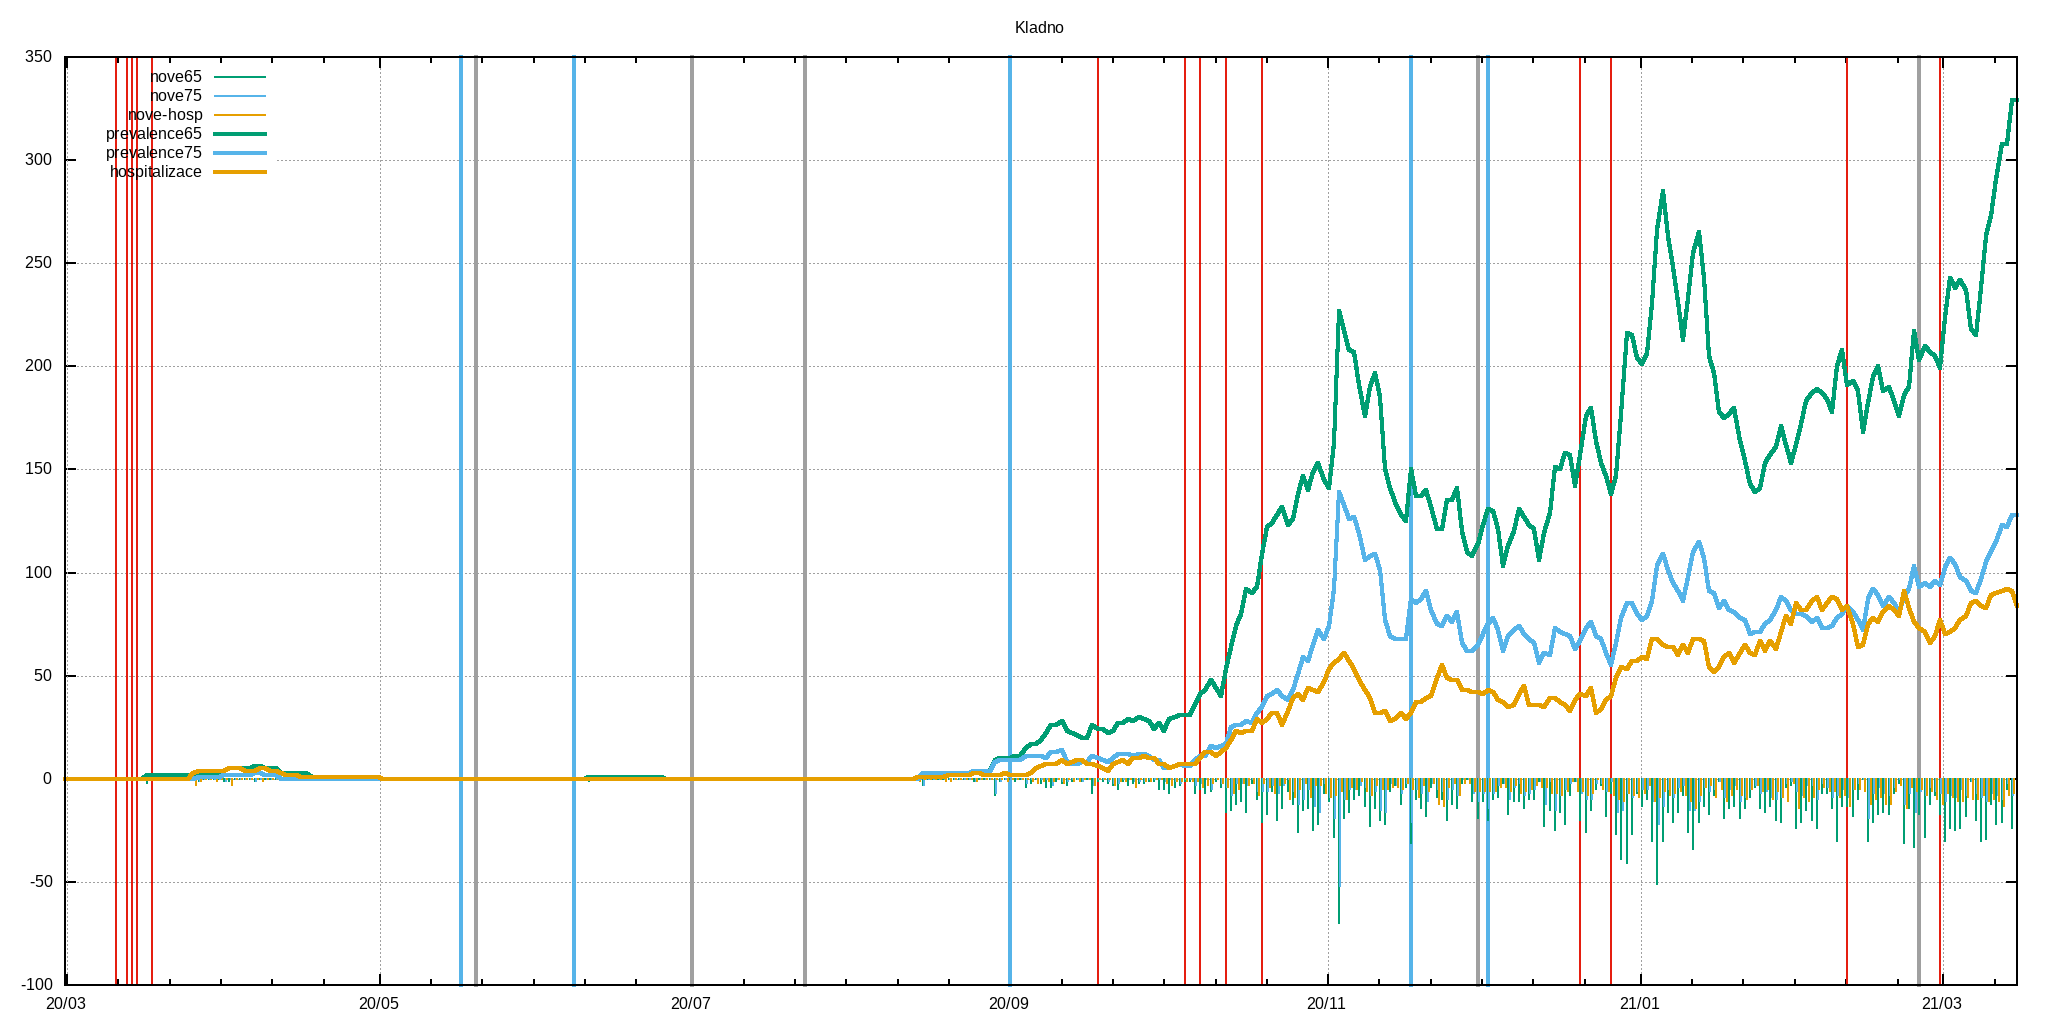 Kladno
350
300
250
200
150
100
50
0
-50
-100
nove65
nove75
nove-hosp
prevalence65
prevalence75
hospitalizace
20/03 20/05 20/07 20/09 20/11 21/01 21/03